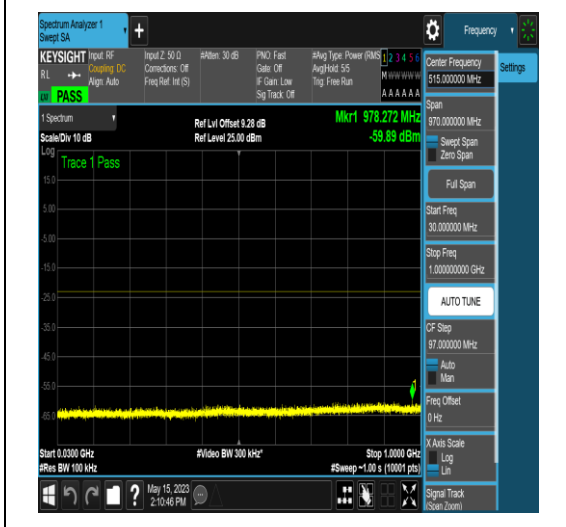 Spectrum Analyzer 1
Swept SA
+
Frequency
KEYSIGHT
Input: RF
Coupling: DC
Align: Auto
Input Z: 50 Ω
Corrections: Off
Freq Ref: Int (S)
#Atten: 30 dB
PNO: Fast
Gate: Off
IF Gain: Low
Sig Track: Off
#Avg Type: Power (RMS
Avg|Hold: 5/5
Trig: Free Run
1 2 3 4 5 6
M W W W W W
A A A A A A
RL
PASS
Center Frequency
515.000000 MHz
Settings
1 Spectrum
Ref Lvl Offset 9.28 dB
Mkr1 978.272 MHz
Scale/Div 10 dB
Ref Level 25.00 dBm
-59.89 dBm
Log
Trace 1 Pass
15.0
5.00
-5.00
-15.0
-25.0
-35.0
-45.0
-55.0
-65.0
1
Start 0.0300 GHz
#Video BW 300 kHz*
Stop 1.0000 GHz
#Res BW 100 kHz
#Sweep ~1.00 s (10001 pts)
Span
970.000000 MHz
Swept Span
Zero Span
Full Span
Start Freq
30.000000 MHz
Stop Freq
1.000000000 GHz
AUTO TUNE
CF Step
97.000000 MHz
Auto
Man
Freq Offset
0 Hz
X Axis Scale
Log
Lin
Signal Track
(Span Zoom)
?
May 15, 2023
2:10:46 PM